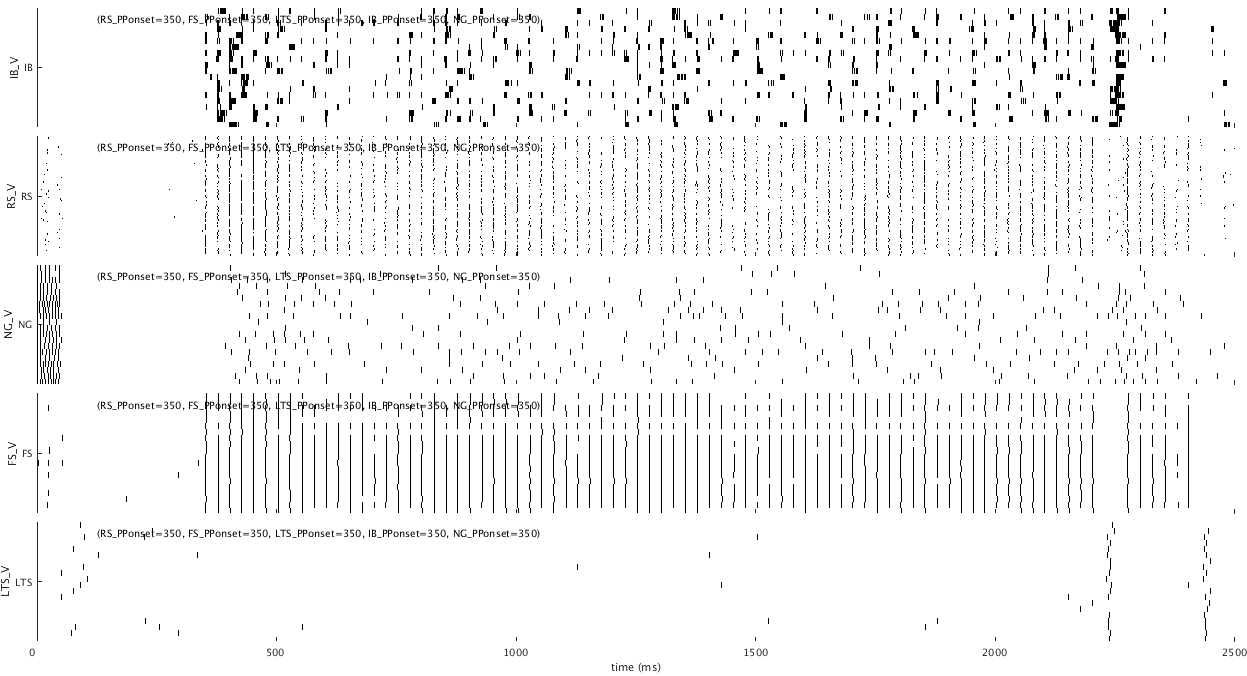 (RS_PPonset=350, FS_PPonset=350, LTS_PPonset=350, IB_PPonset=350, NG_PPonset=350)
IB_V
IB
(RS_PPonset=350, FS_PPonset=350, LTS_PPonset=350, IB_PPonset=350, NG_PPonset=350)
RS_V
RS
(RS_PPonset=350, FS_PPonset=350, LTS_PPonset=350, IB_PPonset=350, NG_PPonset=350)
NG_V
NG
(RS_PPonset=350, FS_PPonset=350, LTS_PPonset=350, IB_PPonset=350, NG_PPonset=350)
FS_V
FS
(RS_PPonset=350, FS_PPonset=350, LTS_PPonset=350, IB_PPonset=350, NG_PPonset=350)
LTS_V
LTS
0 500 1000 1500 2000 2500
time (ms)